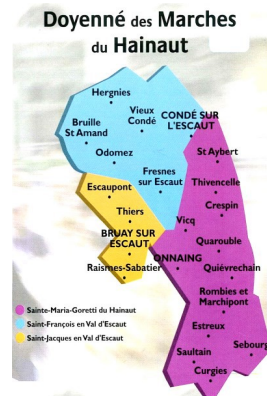 Doyenné des Marches
du Hainaut
Hergnies
Vieux
Condé
CONDÉ SUR
L'ESCAUT
Bruille
St Amand
St Aybert
Odomez
Fresnes
sur Escaut
Thivencelle
Escaupont
Crespin
Thiers
Vicq
BRUAY SUR
ESCAUT
Quarouble
ONNAING
Raismes-Sabatier
Quiévrechain
Rombies et
Marchipont
Sainte-Maria-Goretti du Hainaut
Saint-François en Val d'Escaut
Saint-Jacques en Val d'Escaut
Estreux
Sebourg
Saultain
Curgies